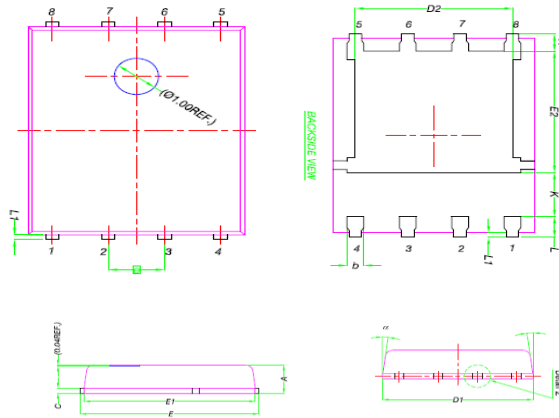 8 7 6 5
(Ø1.00REF.)
L1
1 2 3 4
e
D2
5 6 7 8
E2
K
L
BACKSIDE VIEW
4 3 2 1
b
L1
(0.04REF.)
A
C
E1
E
D1